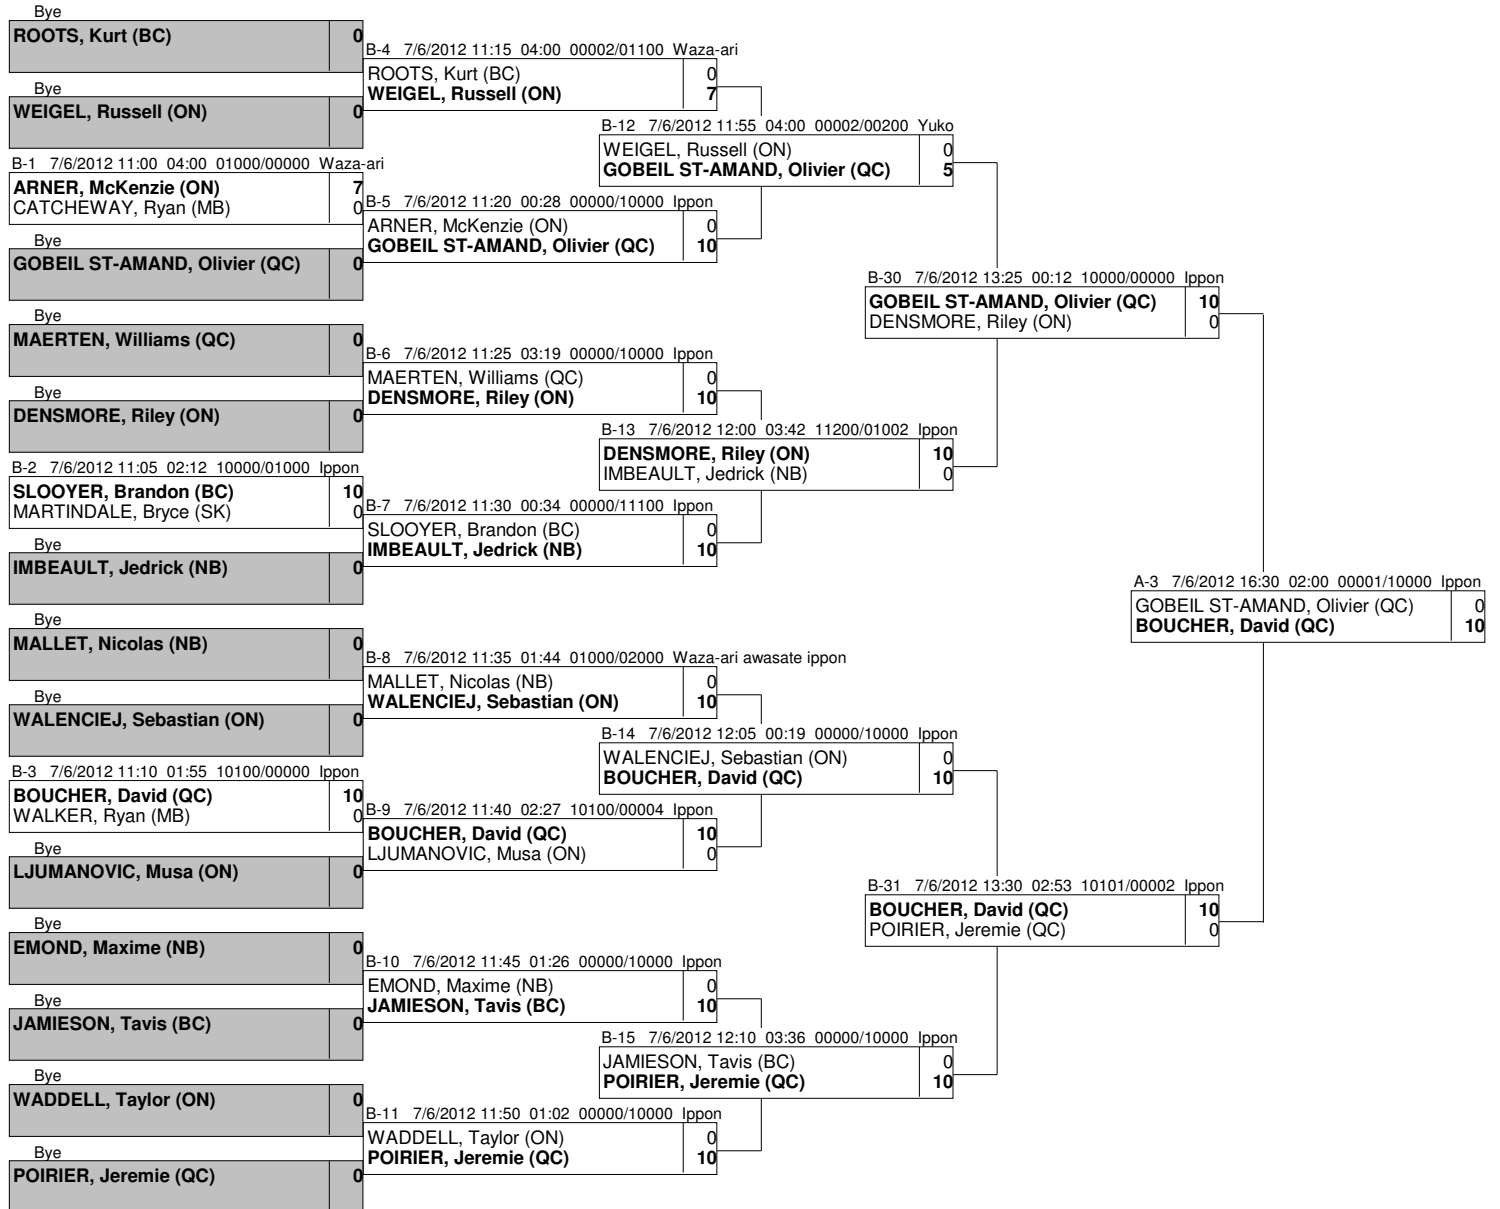 Bye
ROOTS, Kurt (BC) 0
Bye
WEIGEL, Russell (ON) 0
B-1 7/6/2012 11:00 04:00 01000/00000 Waza-ari
ARNER, McKenzie (ON) 7
CATCHEWAY, Ryan (MB) 0
Bye
GOBEIL ST-AMAND, Olivier (QC) 0
Bye
MAERTEN, Williams (QC) 0
Bye
DENSMORE, Riley (ON) 0
B-2 7/6/2012 11:05 02:12 10000/01000 Ippon
SLOOYER, Brandon (BC) 10
MARTINDALE, Bryce (SK) 0
Bye
IMBEAULT, Jedrick (NB) 0
Bye
MALLET, Nicolas (NB) 0
Bye
WALENCIEJ, Sebastian (ON) 0
B-3 7/6/2012 11:10 01:55 10100/00000 Ippon
BOUCHER, David (QC) 10
WALKER, Ryan (MB) 0
Bye
LJUMANOVIC, Musa (ON) 0
Bye
EMOND, Maxime (NB) 0
Bye
JAMIESON, Tavis (BC) 0
Bye
WADDELL, Taylor (ON) 0
Bye
POIRIER, Jeremie (QC) 0
B-4 7/6/2012 11:15 04:00 00002/01100 Waza-ari
ROOTS, Kurt (BC) 0
WEIGEL, Russell (ON) 7
B-5 7/6/2012 11:20 00:28 00000/10000 Ippon
ARNER, McKenzie (ON) 0
GOBEIL ST-AMAND, Olivier (QC) 10
B-6 7/6/2012 11:25 03:19 00000/10000 Ippon
MAERTEN, Williams (QC) 0
DENSMORE, Riley (ON) 10
B-7 7/6/2012 11:30 00:34 00000/11100 Ippon
SLOOYER, Brandon (BC) 0
IMBEAULT, Jedrick (NB) 10
B-8 7/6/2012 11:35 01:44 01000/02000 Waza-ari awasate ippon
MALLET, Nicolas (NB) 0
WALENCIEJ, Sebastian (ON) 10
B-9 7/6/2012 11:40 02:27 10100/00004 Ippon
BOUCHER, David (QC) 10
LJUMANOVIC, Musa (ON) 0
B-10 7/6/2012 11:45 01:26 00000/10000 Ippon
EMOND, Maxime (NB) 0
JAMIESON, Tavis (BC) 10
B-11 7/6/2012 11:50 01:02 00000/10000 Ippon
WADDELL, Taylor (ON) 0
POIRIER, Jeremie (QC) 10
B-12 7/6/2012 11:55 04:00 00002/00200 Yuko
WEIGEL, Russell (ON) 0
GOBEIL ST-AMAND, Olivier (QC) 5
B-13 7/6/2012 12:00 03:42 11200/01002 Ippon
DENSMORE, Riley (ON) 10
IMBEAULT, Jedrick (NB) 0
B-14 7/6/2012 12:05 00:19 00000/10000 Ippon
WALENCIEJ, Sebastian (ON) 0
BOUCHER, David (QC) 10
B-15 7/6/2012 12:10 03:36 00000/10000 Ippon
JAMIESON, Tavis (BC) 0
POIRIER, Jeremie (QC) 10
B-30 7/6/2012 13:25 00:12 10000/00000 Ippon
GOBEIL ST-AMAND, Olivier (QC) 10
DENSMORE, Riley (ON) 0
B-31 7/6/2012 13:30 02:53 10101/00002 Ippon
BOUCHER, David (QC) 10
POIRIER, Jeremie (QC) 0
A-3 7/6/2012 16:30 02:00 00001/10000 Ippon
GOBEIL ST-AMAND, Olivier (QC) 0
BOUCHER, David (QC) 10